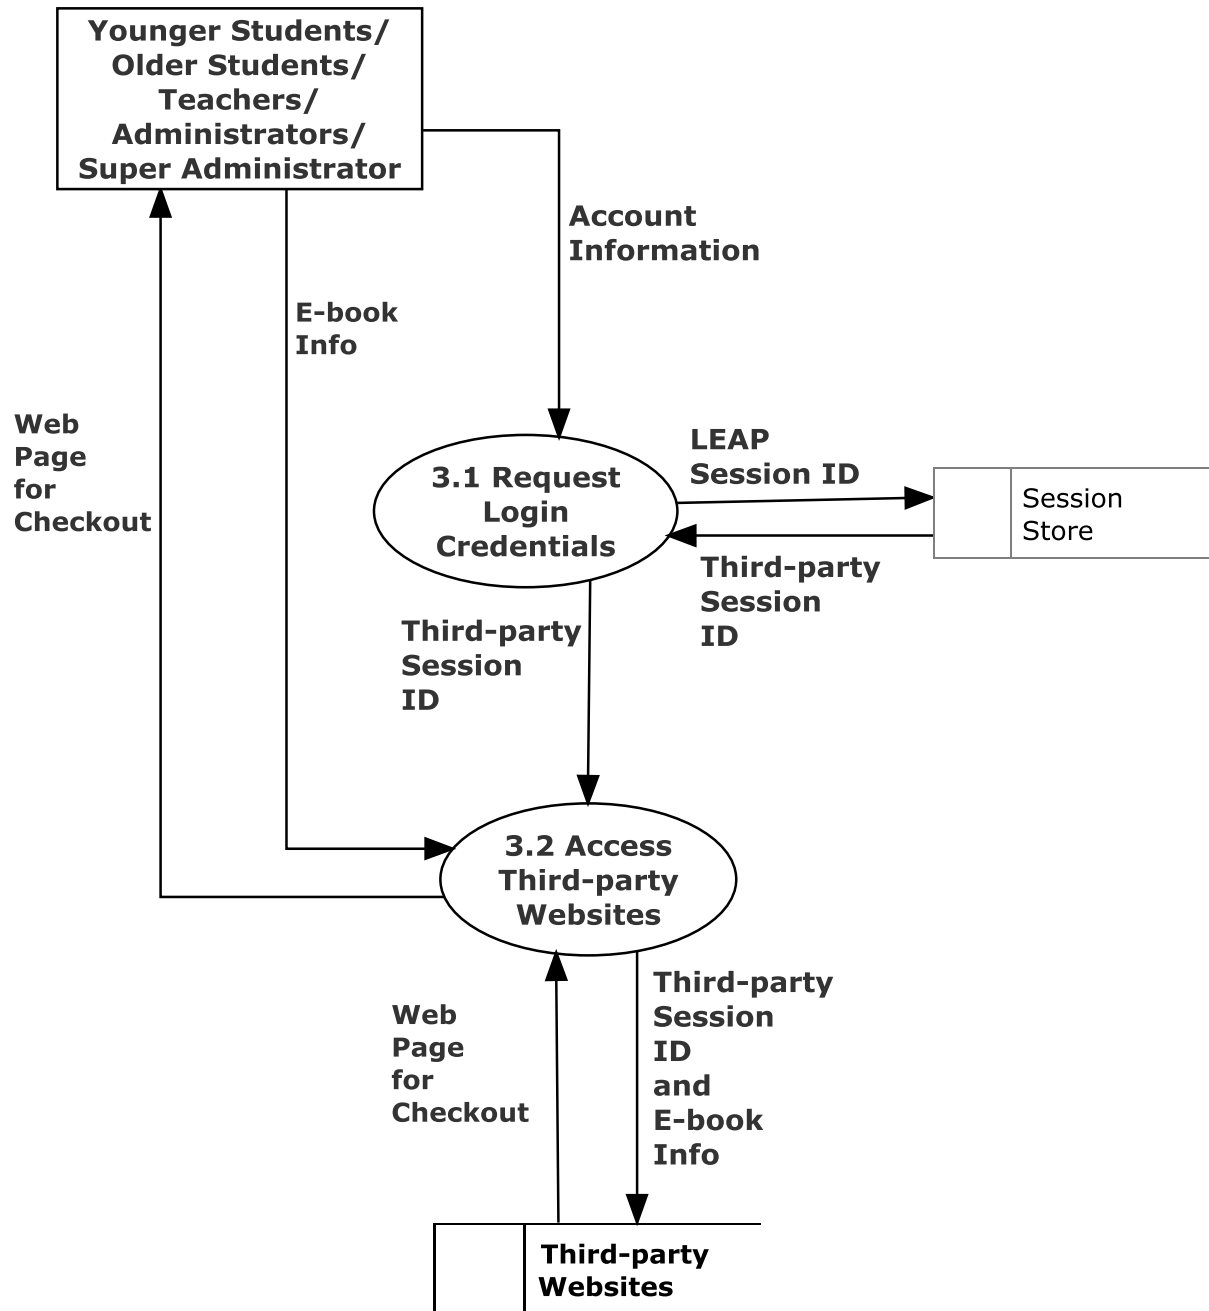 Younger Students/
Older Students/
Teachers/
Administrators/
Super Administrator
Account
Information
E-book
Info
Web
Page
for
Checkout
3.1 Request
Login
Credentials
LEAP
Session ID
Session
Store
Third-party
Session
ID
Third-party
Session
ID
3.2 Access
Third-party
Websites
Web
Page
for
Checkout
Third-party
Session
ID
and
E-book
Info
Third-party
Websites